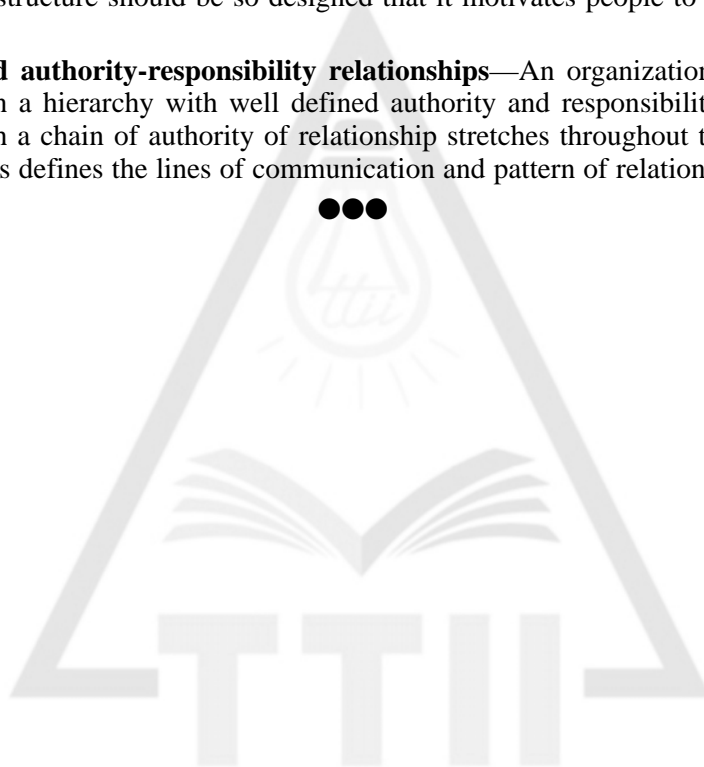 structure should be so designed that it motivates people to
d authority-responsibility relationships—An organization
n a hierarchy with well defined authority and responsibilit
n a chain of authority of relationship stretches throughout t
s defines the lines of communication and pattern of relation
●●●
ttii
TTII